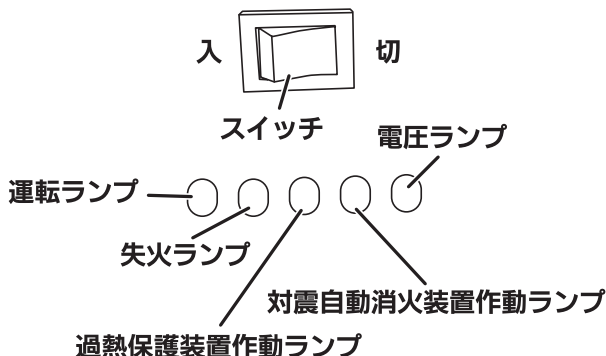 入
切
スイッチ
電圧ランプ
運転ランプ
失火ランプ
対震自動消火装置作動ランプ
過熱保護装置作動ランプ